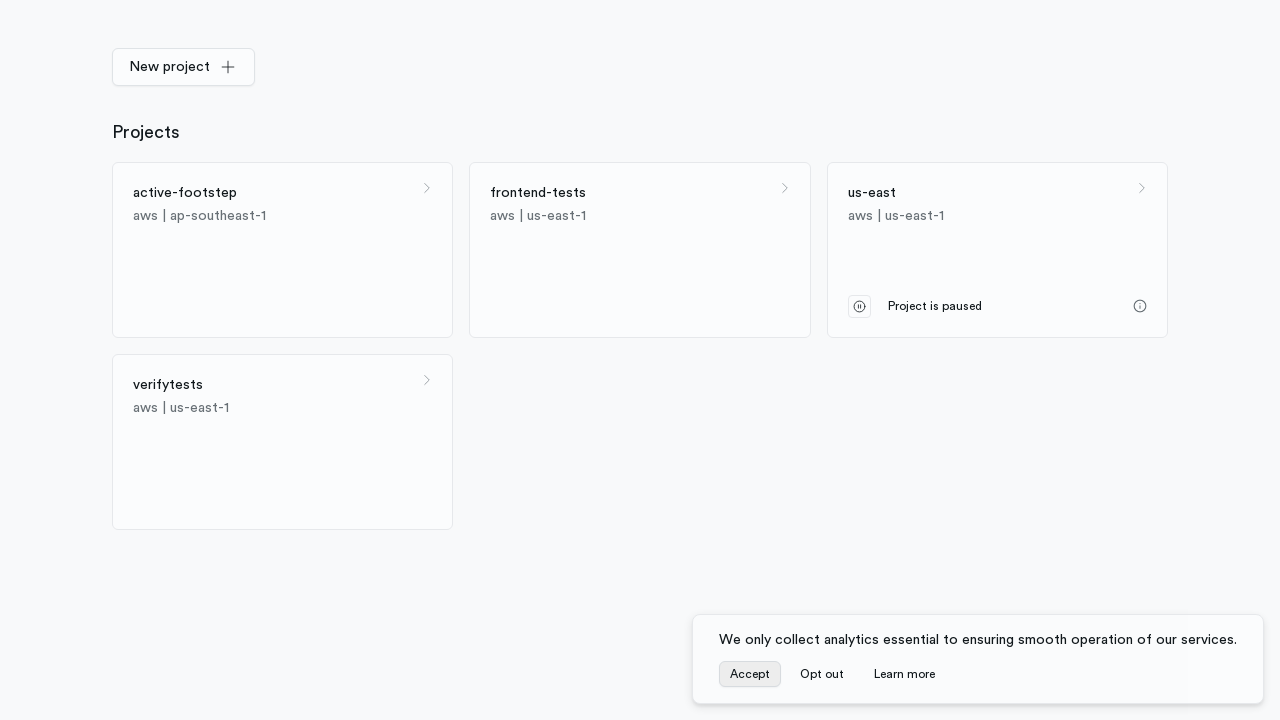 New project
Projects
active-footstep
aws | ap-southeast-1
frontend-tests
aws | us-east-1
us-east
aws | us-east-1
Project is paused
verifytests
aws | us-east-1
We only collect analytics essential to ensuring smooth operation of our services.
Accept Opt out Learn more